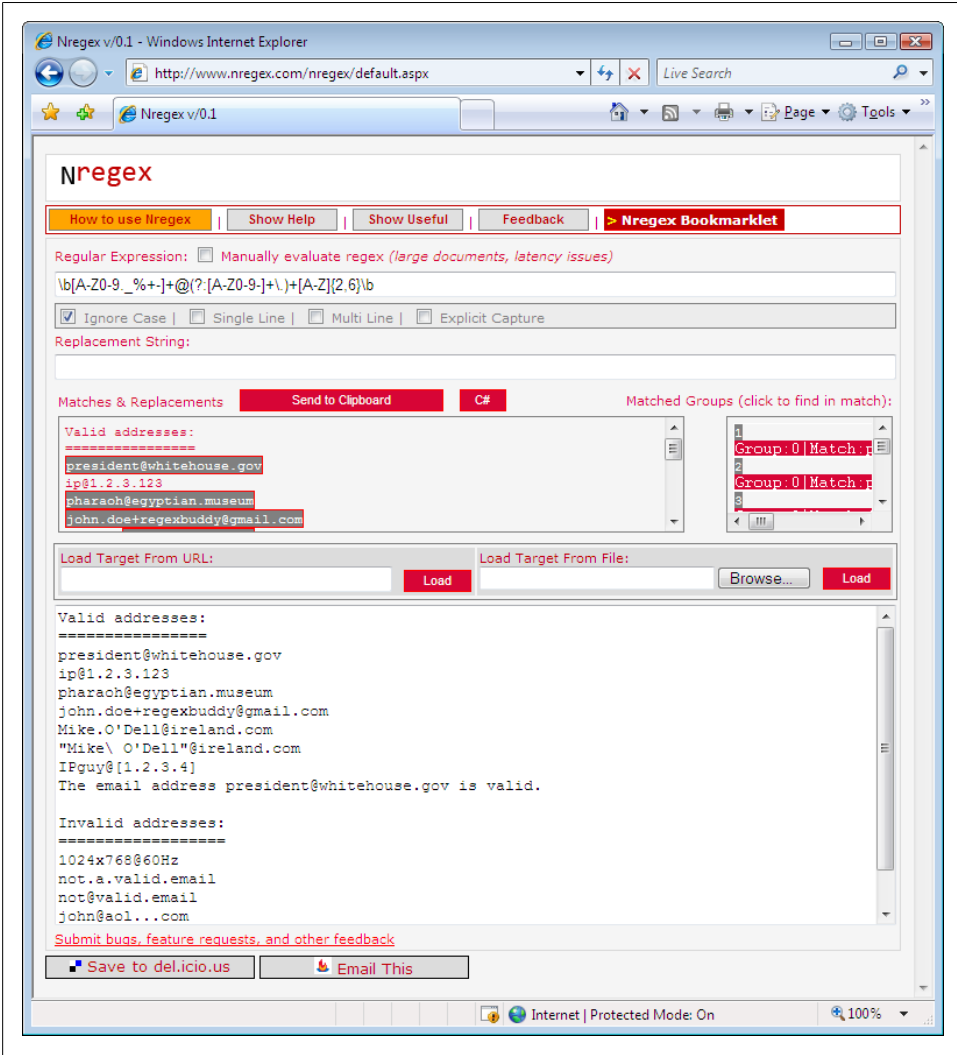 Nregex v/0.1 - Windows Internet Explorer
http://www.nregex.com/nregex/default.aspx
Live Search
Nregex v/0.1
Page
Tools
»
Nregex
How to use Nregex | Show Help | Show Useful | Feedback | > Nregex Bookmarklet
Regular Expression: Manually evaluate regex (large documents, latency issues)
\b[A-Z0-9._%+-]+@(?:[A-Z0-9-]+\.)+[A-Z]{2,6}\b
Ignore Case | Single Line | Multi Line | Explicit Capture
Replacement String:
Matches & Replacements Send to Clipboard C# Matched Groups (click to find in match):
Valid addresses:
================
president@whitehouse.gov
ip@1.2.3.123
pharaoh@egyptian.museum
john.doe+regexbuddy@gmail.com
1
Group:0|Match:p
2
Group:0|Match:p
3
Load Target From URL: Load Target From File:
Load Browse... Load
Valid addresses:
================
president@whitehouse.gov
ip@1.2.3.123
pharaoh@egyptian.museum
john.doe+regexbuddy@gmail.com
Mike.O'Dell@ireland.com
"Mike\ O'Dell"@ireland.com
IPguy@[1.2.3.4]
The email address president@whitehouse.gov is valid.
Invalid addresses:
==================
1024x768@60Hz
not.a.valid.email
not@valid.email
john@aol...com
Submit bugs, feature requests, and other feedback
Save to del.icio.us Email This
Internet | Protected Mode: On 100%